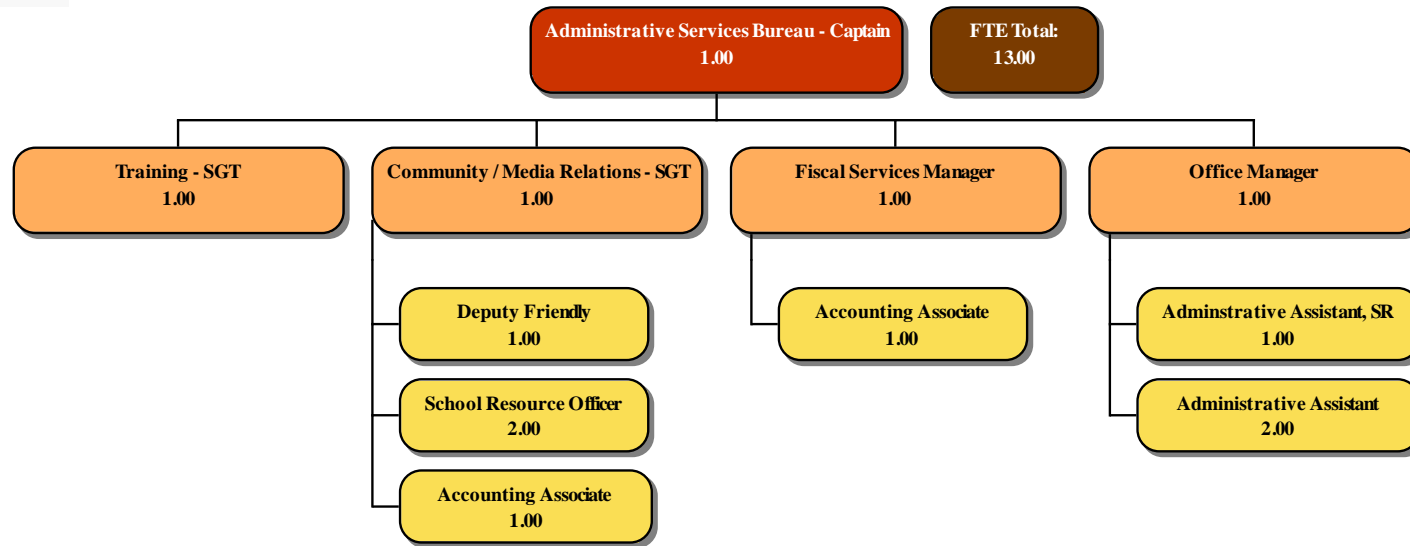 Administrative Services Bureau - Captain
1.00
FTE Total:
13.00
Training - SGT
1.00
Community / Media Relations - SGT
1.00
Fiscal Services Manager
1.00
Office Manager
1.00
Deputy Friendly
1.00
School Resource Officer
2.00
Accounting Associate
1.00
Accounting Associate
1.00
Adminstrative Assistant, SR
1.00
Administrative Assistant
2.00